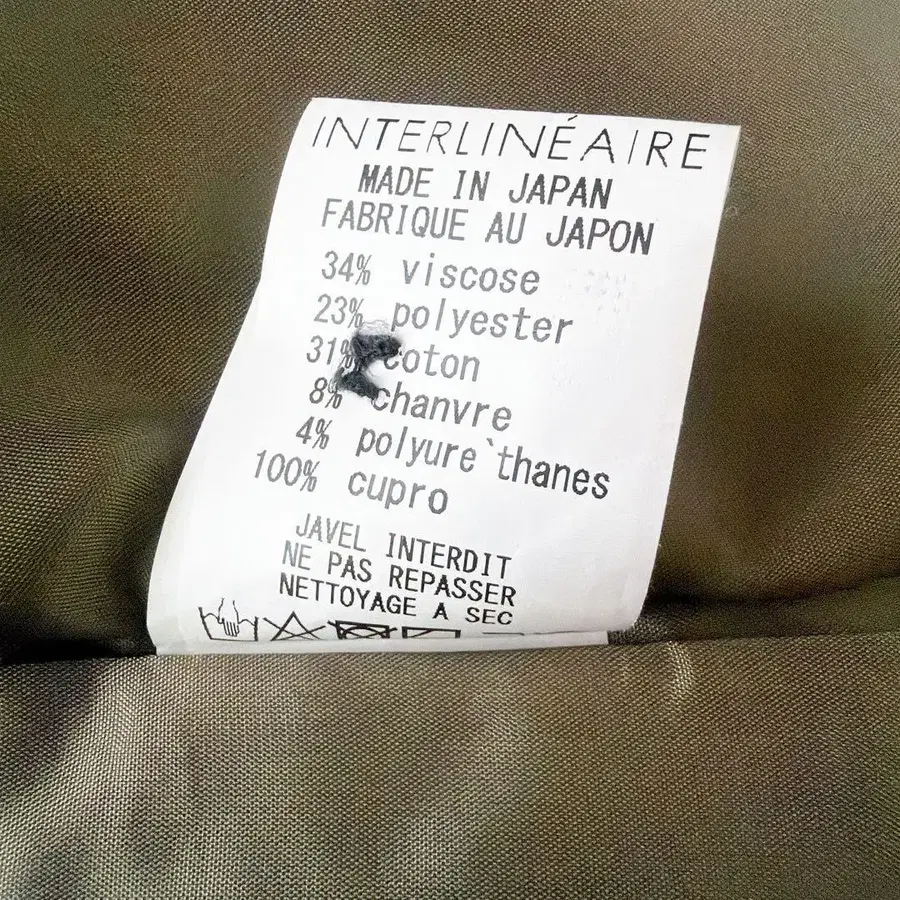 INTERLINÉAIRE
MADE IN JAPAN
FABRIQUE AU JAPON
34% viscose
23% polyester
31% coton
8% chanvre
4% polyure`thanes
100% cupro
JAVEL INTERDIT
NE PAS REPASSER
NETTOYAGE A SEC